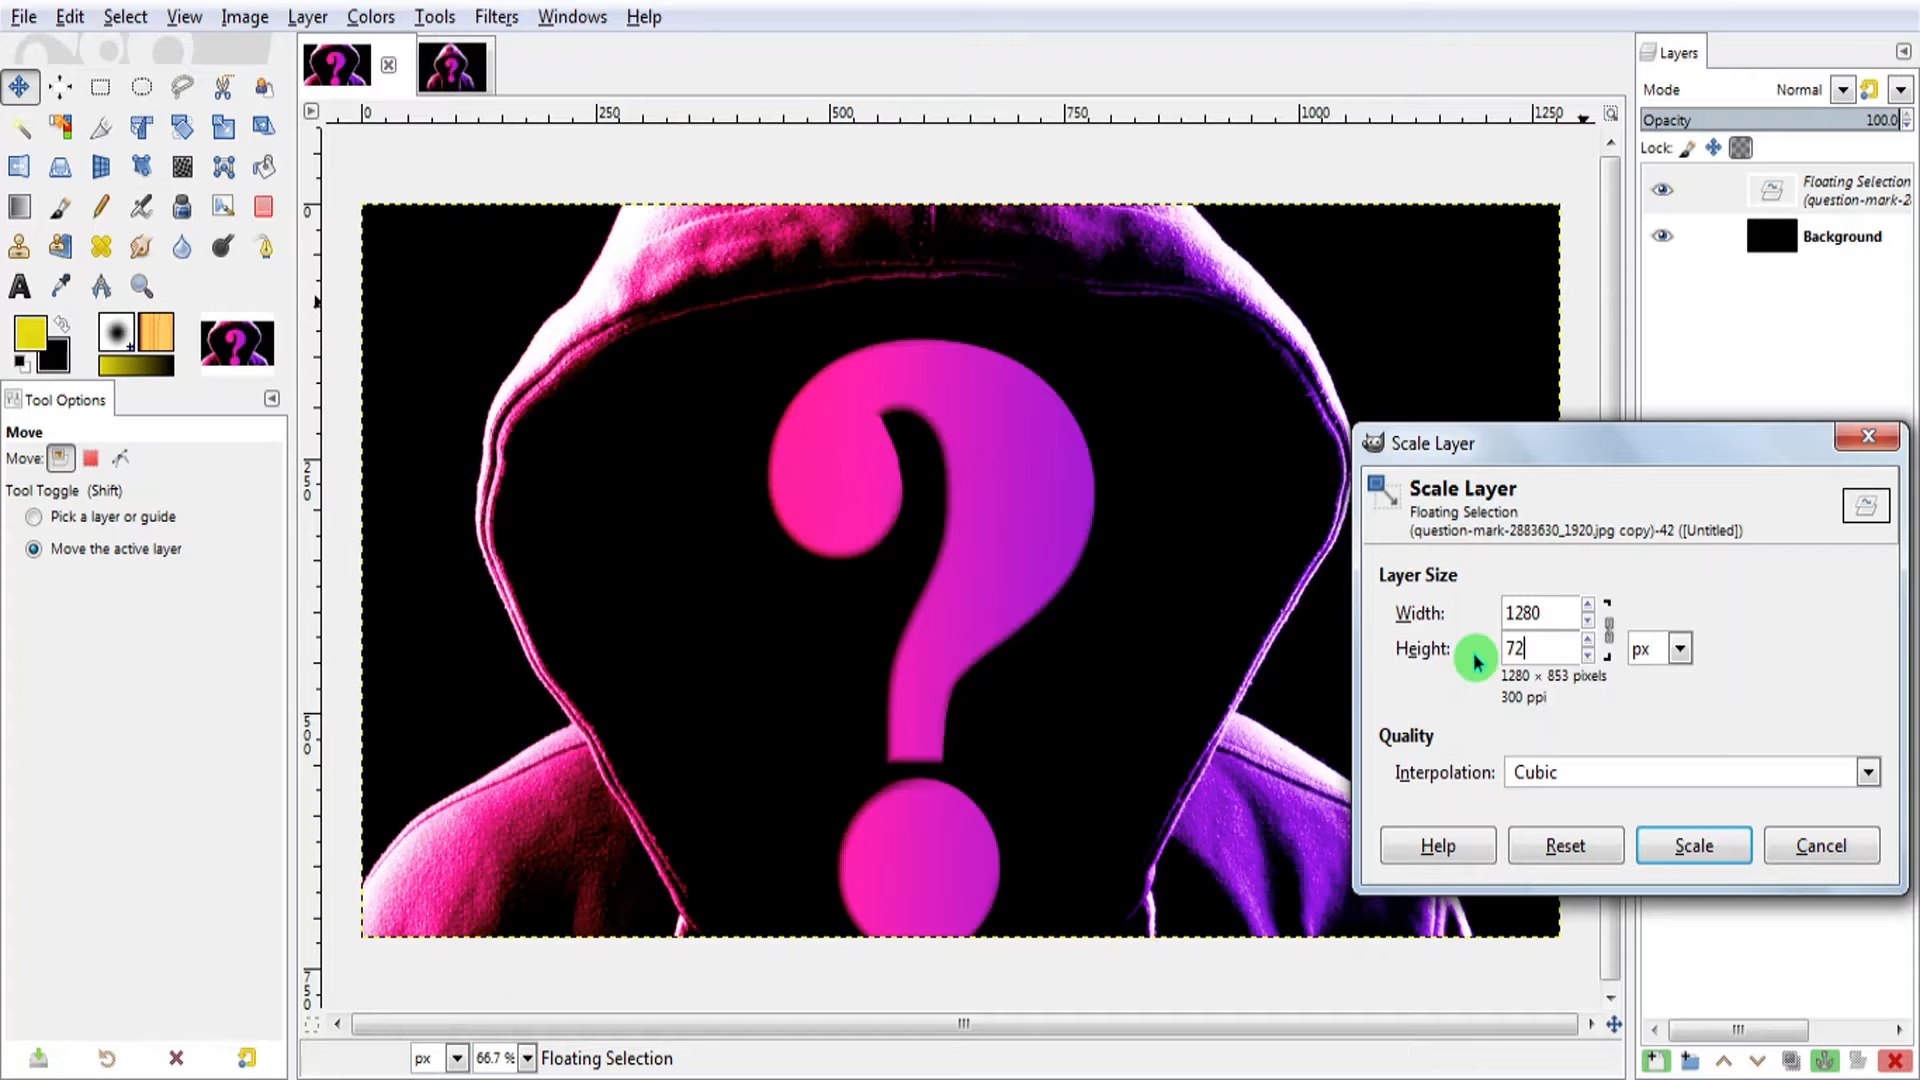 File Edit Select View Image Layer Colors Tools Filters Windows Help
0 250 500 750 1000 1250
0
250
500
750
Tool Options
Move
Move:
Tool Toggle (Shift)
Pick a layer or guide
Move the active layer
px 66.7 % Floating Selection
Layers
Mode Normal
Opacity 100.0
Lock:
Floating Selection
(question-mark-2
Background
Scale Layer
Scale Layer
Floating Selection
(question-mark-2883630_1920.jpg copy)-42 ([Untitled])
Layer Size
Width: 1280
Height: 72 px
1280 × 853 pixels
300 ppi
Quality
Interpolation: Cubic
Help Reset Scale Cancel